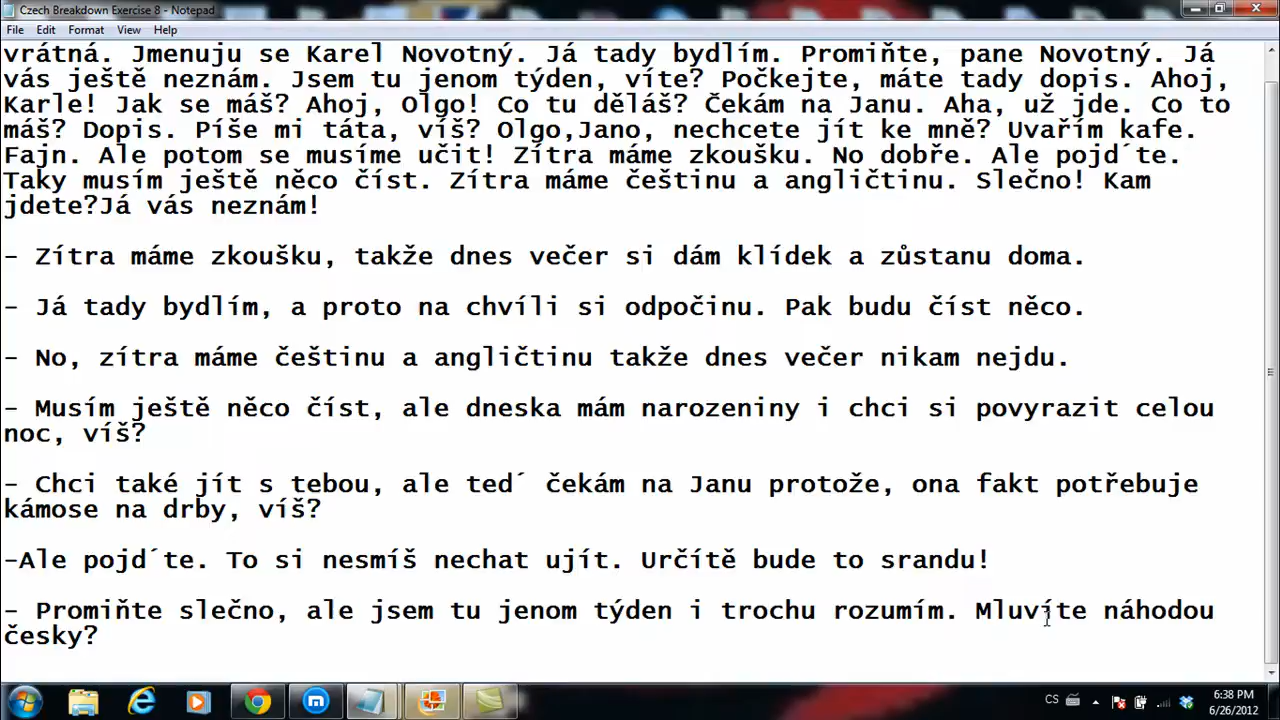 Czech Breakdown Exercise 8 - Notepad
File Edit Format View Help
vrátná. Jmenuju se Karel Novotný. Já tady bydlím. Promiňte, pane Novotný. Já
vás ještě neznám. Jsem tu jenom týden, víte? Počkejte, máte tady dopis. Ahoj,
Karle! Jak se máš? Ahoj, Olgo! Co tu děláš? Čekám na Janu. Aha, už jde. Co to
máš? Dopis. Píše mi táta, víš? Olgo,Jano, nechcete jít ke mně? Uvařím kafe.
Fajn. Ale potom se musíme učit! Zítra máme zkoušku. No dobře. Ale pojd´te.
Taky musím ještě něco číst. Zítra máme češtinu a angličtinu. Slečno! Kam
jdete?Já vás neznám!
- Zítra máme zkoušku, takže dnes večer si dám klídek a zůstanu doma.
- Já tady bydlím, a proto na chvíli si odpočinu. Pak budu číst něco.
- No, zítra máme češtinu a angličtinu takže dnes večer nikam nejdu.
- Musím ještě něco číst, ale dneska mám narozeniny i chci si povyrazit celou
noc, víš?
- Chci také jít s tebou, ale ted´ čekám na Janu protože, ona fakt potřebuje
kámose na drby, víš?
-Ale pojd´te. To si nesmíš nechat ujít. Určítě bude to srandu!
- Promiňte slečno, ale jsem tu jenom týden i trochu rozumím. Mluvíte náhodou
česky?
CS
6:38 PM
6/26/2012